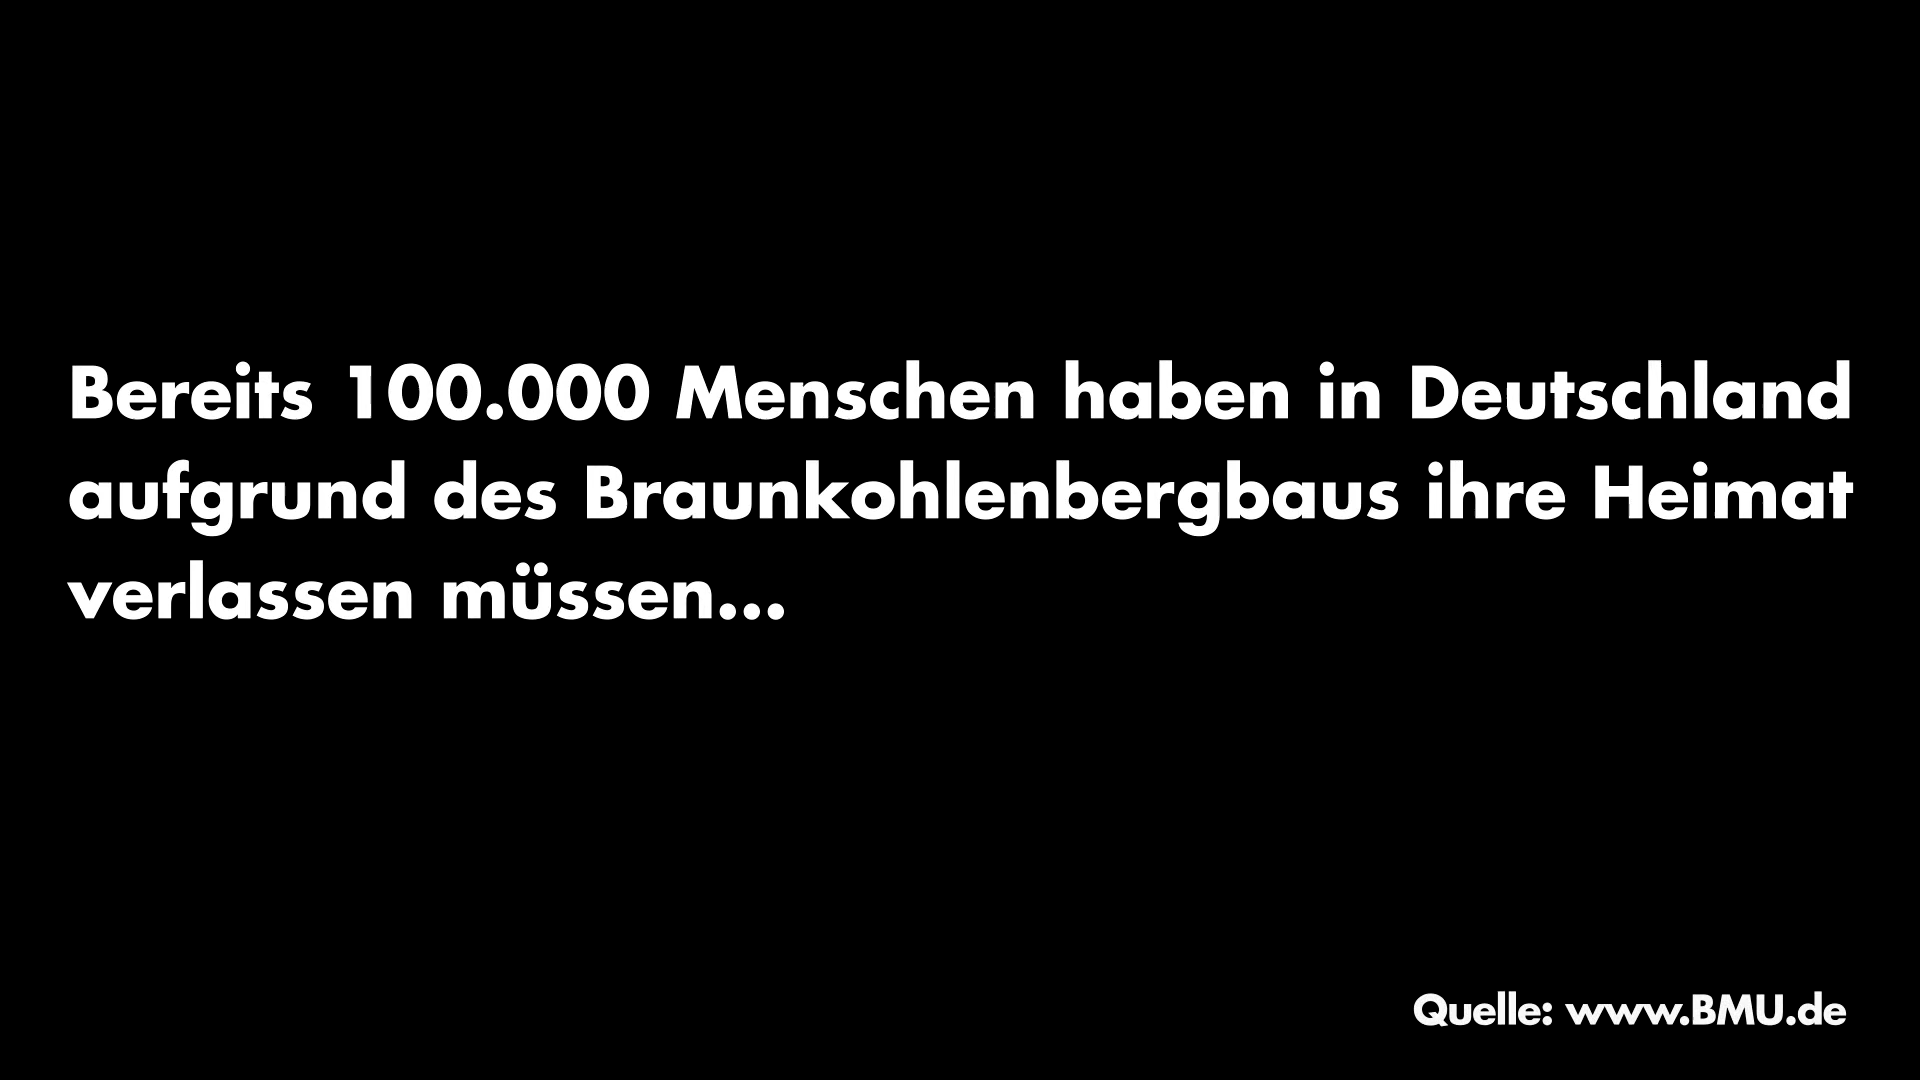 Bereits 100.000 Menschen haben in Deutschland
aufgrund des Braunkohlenbergbaus ihre Heimat
verlassen müssen...
Quelle: www.BMU.de